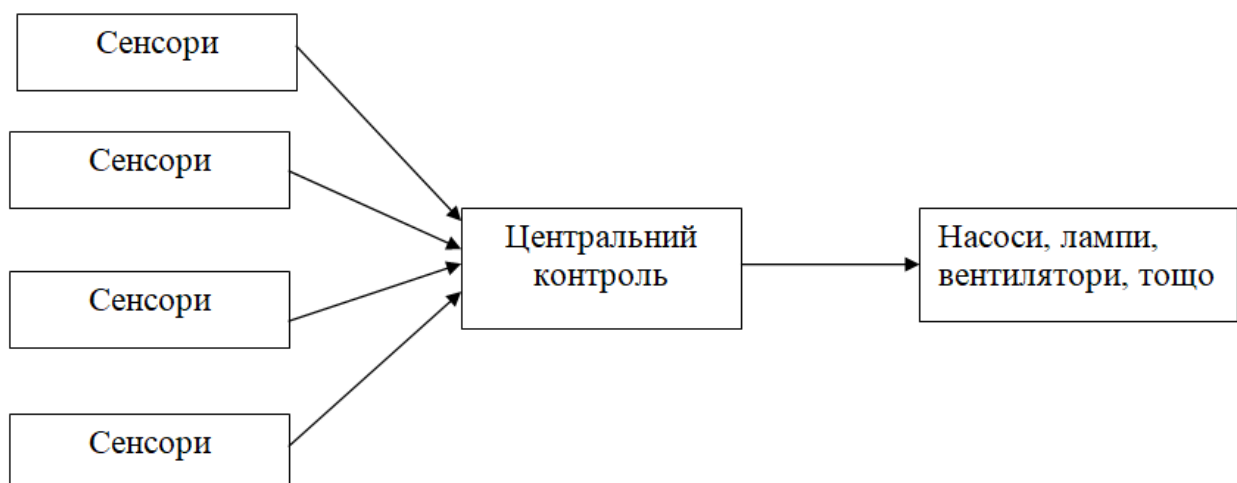 Сенсори
Сенсори
Сенсори
Сенсори
Центральний
контроль
Насоси, лампи,
вентилятори, тощо